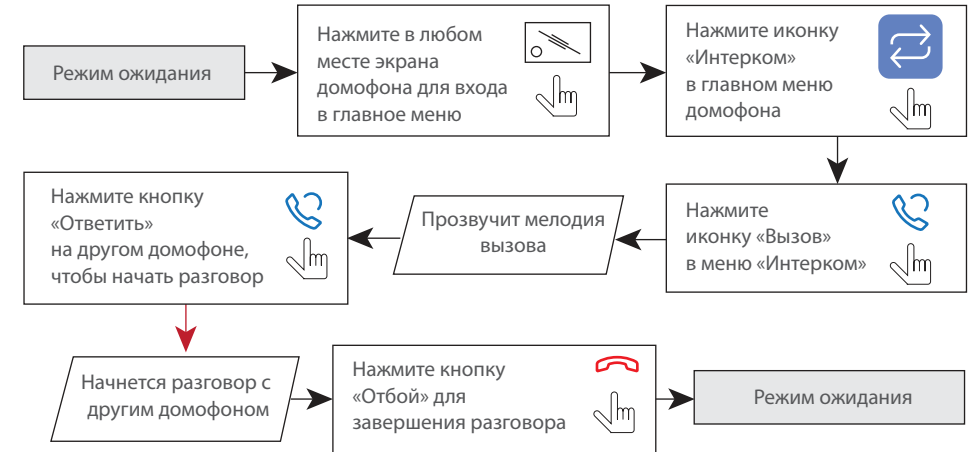 Режим ожидания
Нажмите в любом
месте экрана
домофона для входа
в главное меню
Нажмите иконку
«Интерком»
в главном меню
домофона
Нажмите
иконку «Вызов»
в меню «Интерком»
Прозвучит мелодия
вызова
Нажмите кнопку
«Ответить»
на другом домофоне,
чтобы начать разговор
Начнется разговор с
другим домофоном
Нажмите кнопку
«Отбой» для
завершения разговора
Режим ожидания